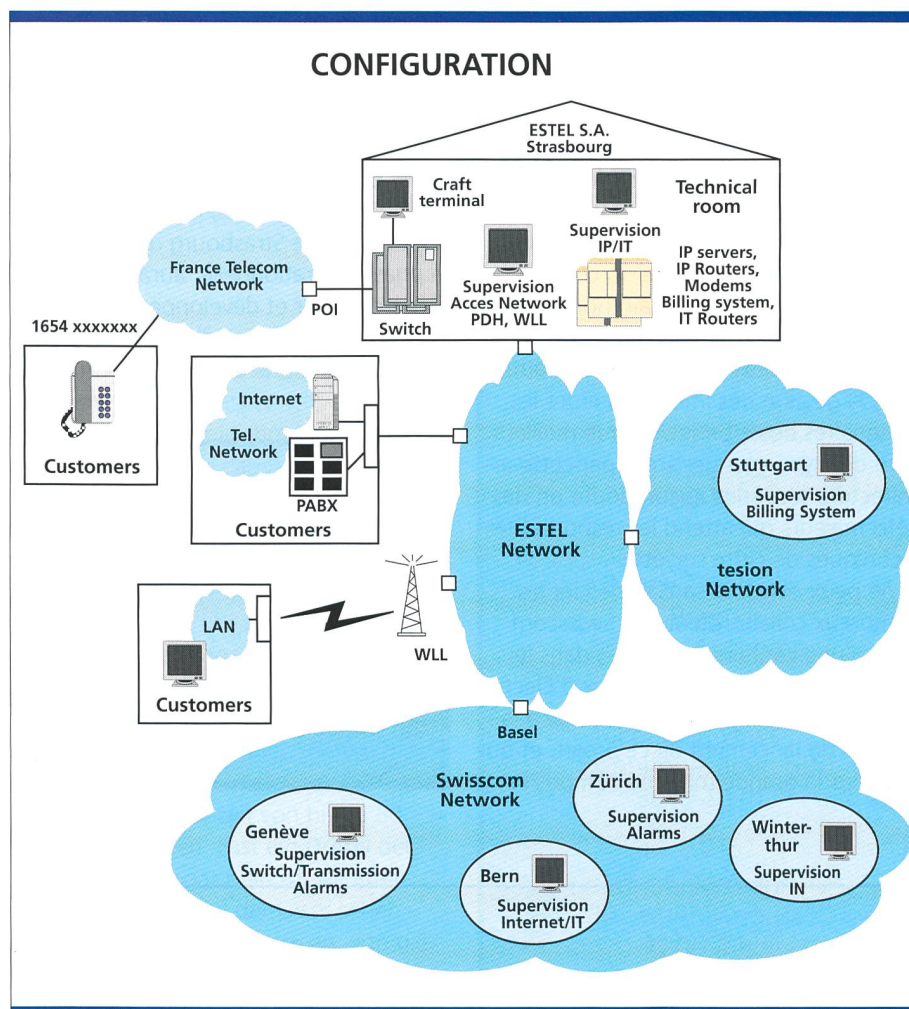 CONFIGURATION
ESTEL S.A.
Strasbourg
Craft
terminal
Technical
room
Supervision
IP/IT
France Telecom
Network
POI
Switch
Supervision
Acces Network
PDH, WLL
IP servers,
IP Routers,
Modems
Billing system,
IT Routers
1654 xxxxxxx
Customers
Internet
Tel.
Network
PABX
Customers
ESTEL
Network
Stuttgart
Supervision
Billing System
tesion
Network
LAN
Customers
WLL
Basel
Swisscom
Network
Genève
Supervision
Switch/Transmission
Alarms
Bern
Supervision
Internet/IT
Zürich
Supervision
Alarms
Winter-
thur
Supervision
IN